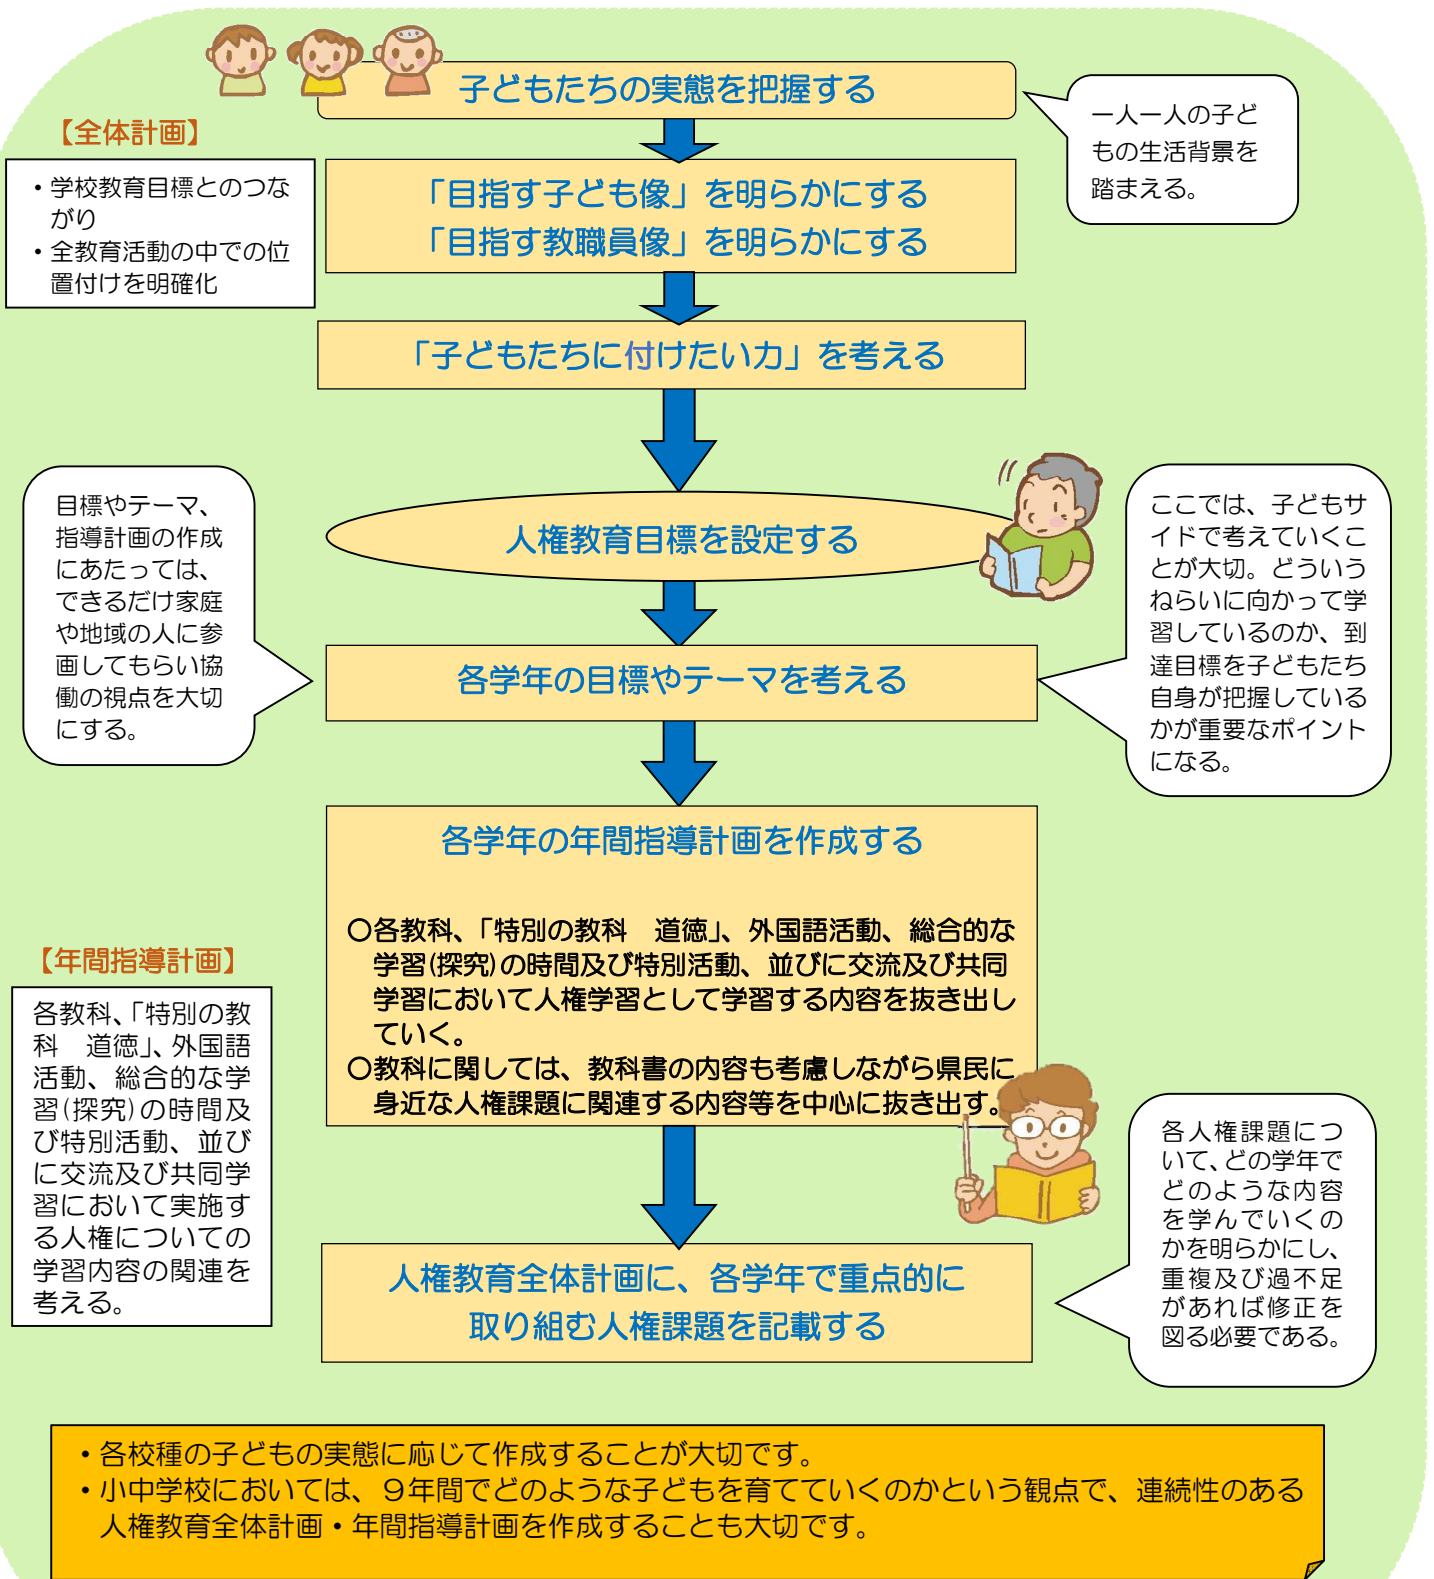 子どもたちの実態を把握する
一人一人の子ど
もの生活背景を
踏まえる。
【全体計画】
・学校教育目標とのつな
がり
・全教育活動の中での位
置付けを明確化
「目指す子ども像」を明らかにする
「目指す教職員像」を明らかにする
「子どもたちに付けたい力」を考える
人権教育目標を設定する
目標やテーマ、
指導計画の作成
にあたっては、
できるだけ家庭
や地域の人に参
画してもらい協
働の視点を大切
にする。
ここでは、子どもサ
イドで考えていくこ
とが大切。どういう
ねらいに向かって学
習しているのか、到
達目標を子どもたち
自身が把握している
かが重要なポイント
になる。
各学年の目標やテーマを考える
各学年の年間指導計画を作成する
〇各教科、「特別の教科　道徳」、外国語活動、総合的な
学習(探究)の時間及び特別活動、並びに交流及び共同
学習において人権学習として学習する内容を抜き出し
ていく。
〇教科に関しては、教科書の内容も考慮しながら県民に
身近な人権課題に関連する内容等を中心に抜き出す。
【年間指導計画】
各教科、「特別の教
科　道徳」、外国語
活動、総合的な学
習(探究)の時間及
び特別活動、並び
に交流及び共同学
習において実施す
る人権についての
学習内容の関連を
考える。
各人権課題につ
いて、どの学年で
どのような内容
を学んでいくの
かを明らかにし、
重複及び過不足
があれば修正を
図る必要である。
人権教育全体計画に、各学年で重点的に
取り組む人権課題を記載する
・各校種の子どもの実態に応じて作成することが大切です。
・小中学校においては、９年間でどのような子どもを育てていくのかという観点で、連続性のある
人権教育全体計画・年間指導計画を作成することも大切です。